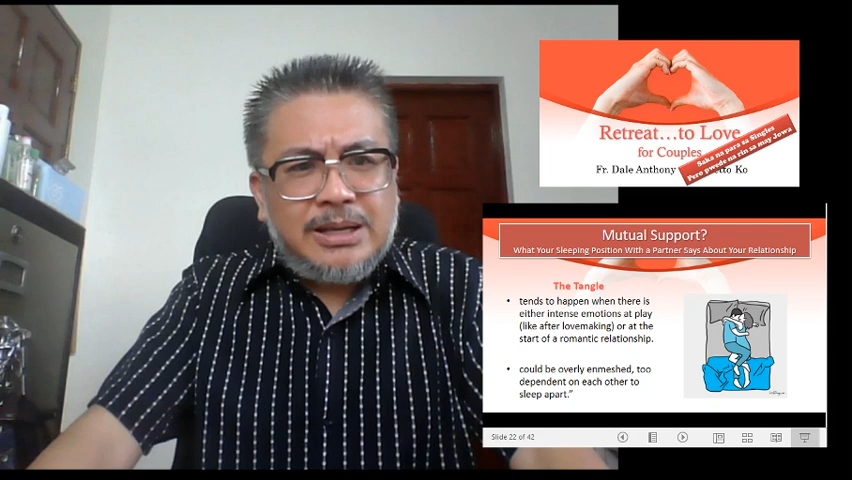 Retreat…to Love
for Couples
Saka na para sa Singles
Pero pwede na rin sa may Jowa
Fr. Dale Anthony Ko
Mutual Support?
What Your Sleeping Position With a Partner Says About Your Relationship
The Tangle
• tends to happen when there is
either intense emotions at play
(like after lovemaking) or at the
start of a romantic relationship.
• could be overly enmeshed, too
dependent on each other to
sleep apart."
Slide 22 of 42